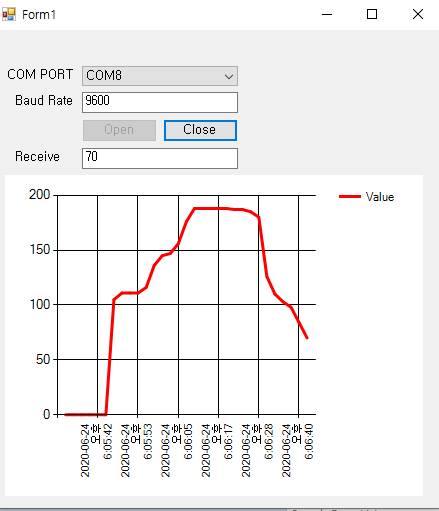 Form1
COM PORT COM8
Baud Rate 9600
Open Close
Receive 70
Value
200
150
100
50
0
2020-06-24 오후 6:05:42
2020-06-24 오후 6:05:53
2020-06-24 오후 6:06:05
2020-06-24 오후 6:06:17
2020-06-24 오후 6:06:28
2020-06-24 오후 6:06:40